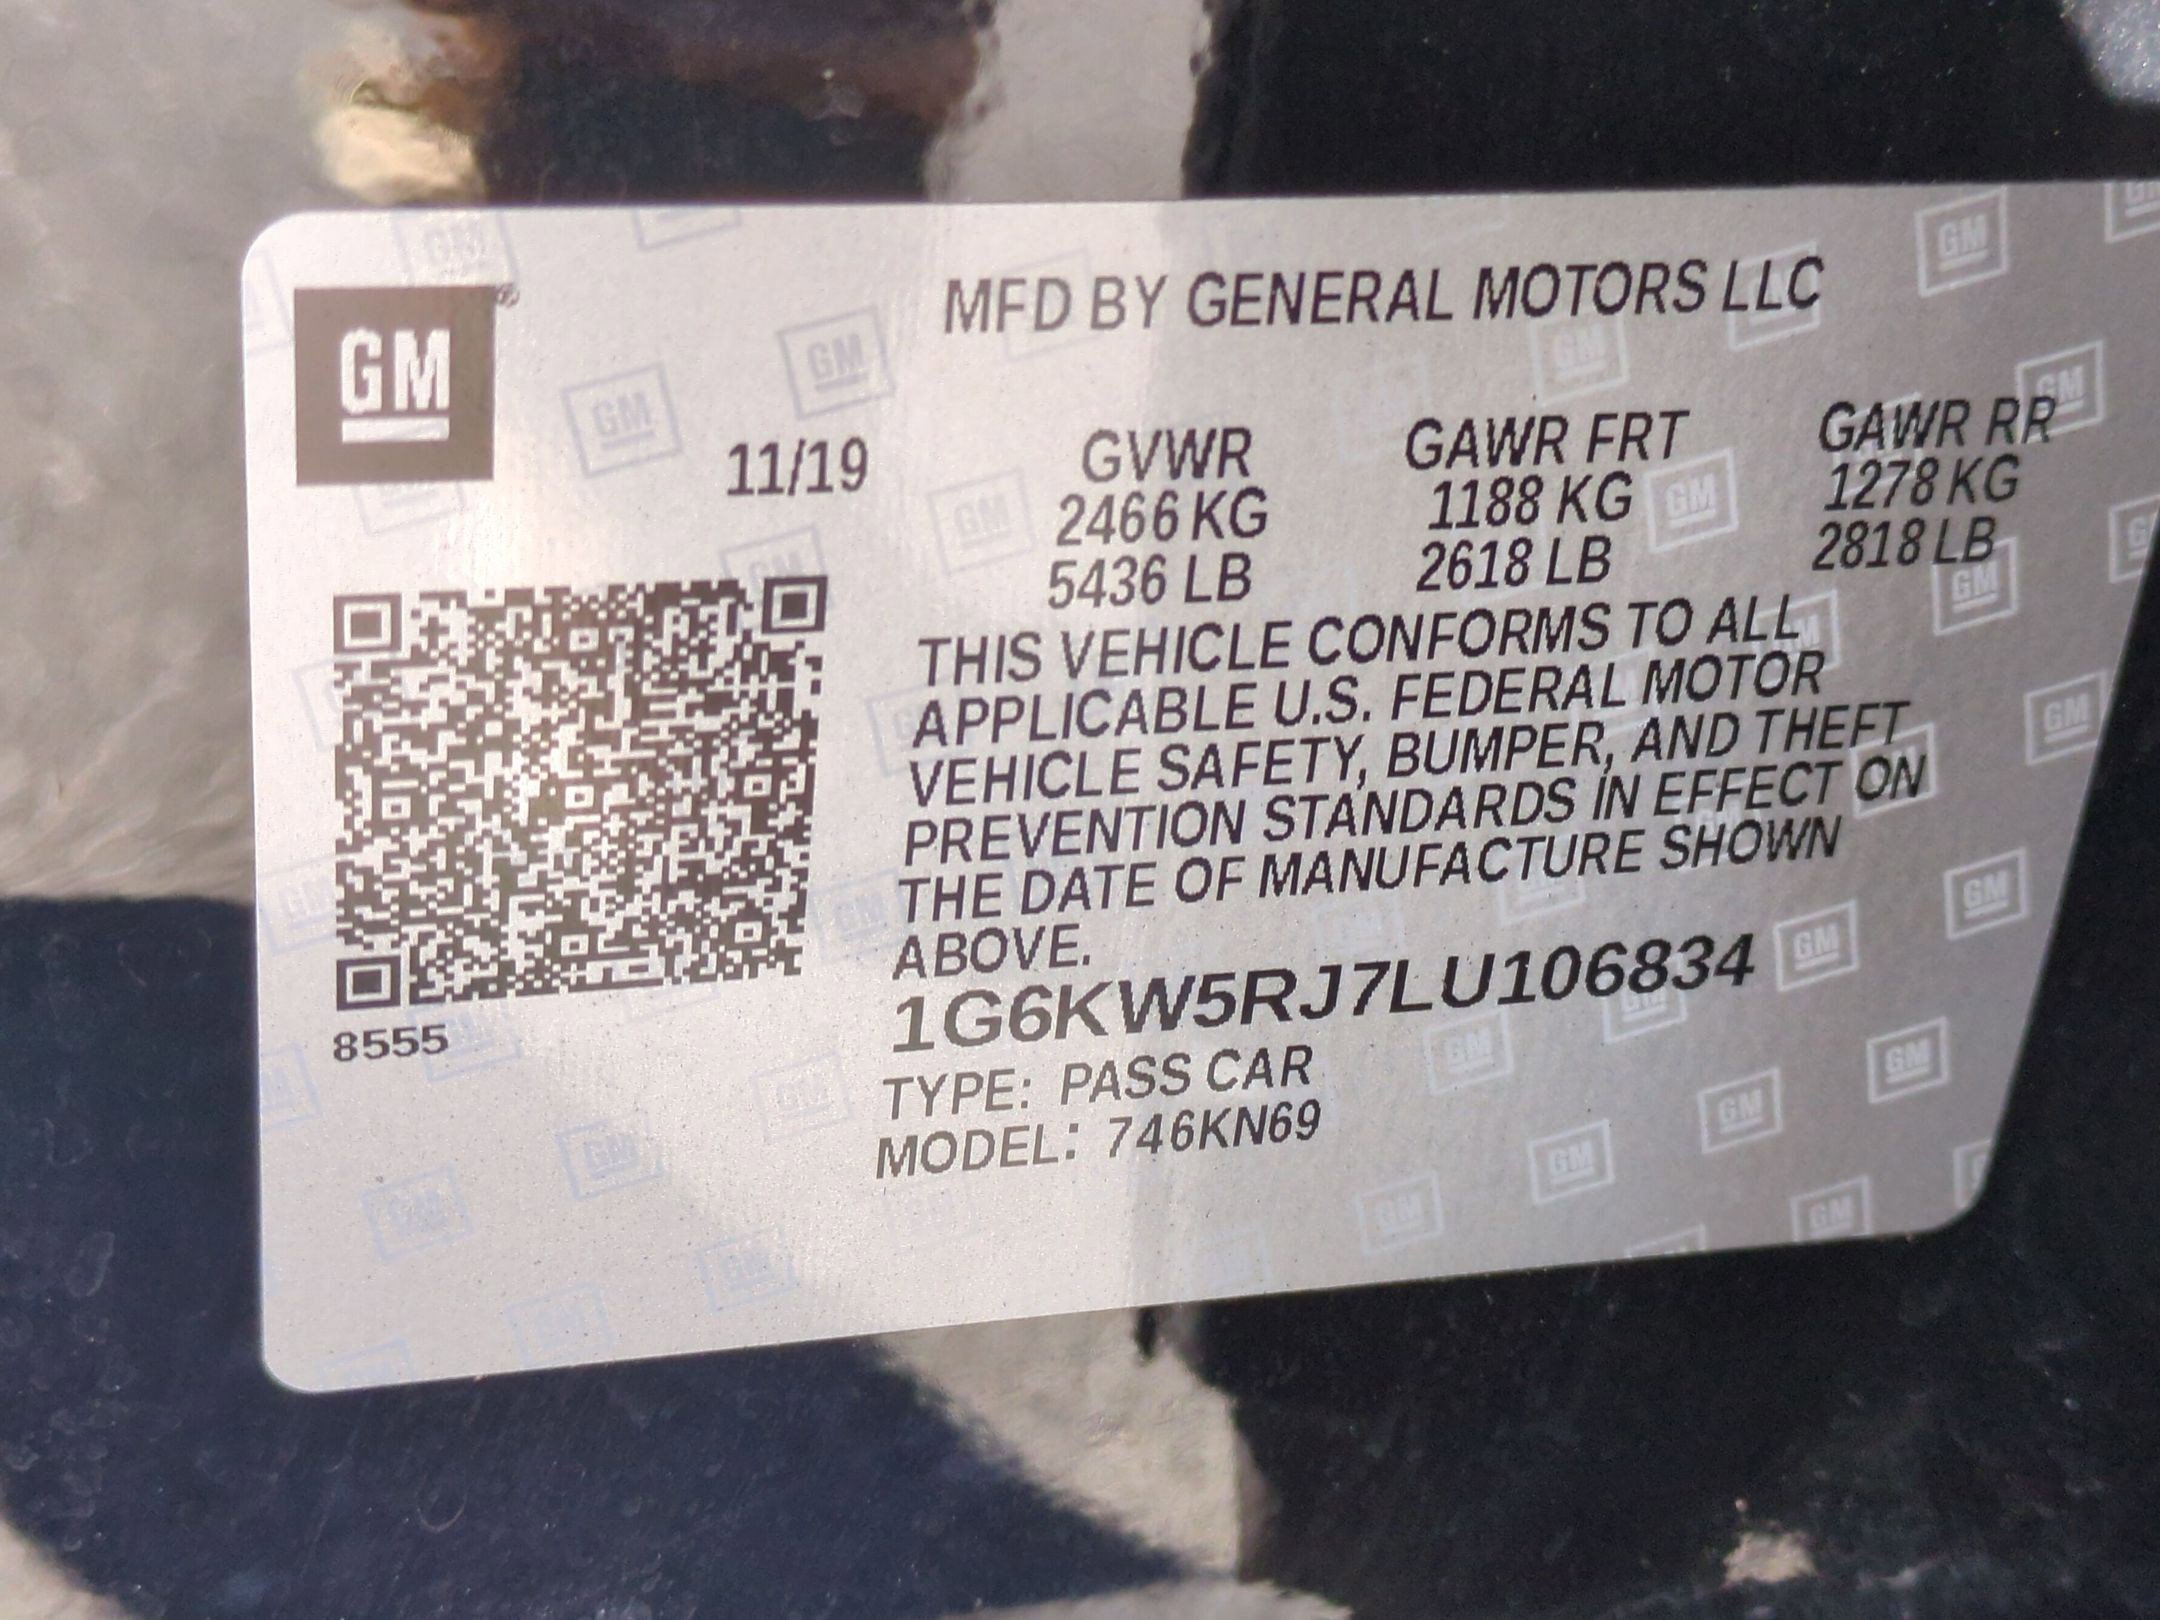 GM
MFD BY GENERAL MOTORS LLC
11/19
GVWR GAWR FRT GAWR RR
2466 KG 1188 KG 1278 KG
5436 LB 2618 LB 2818 LB
THIS VEHICLE CONFORMS TO ALL
APPLICABLE U.S. FEDERAL MOTOR
VEHICLE SAFETY, BUMPER, AND THEFT
PREVENTION STANDARDS IN EFFECT ON
THE DATE OF MANUFACTURE SHOWN
ABOVE.
1G6KW5RJ7LU106834
8555
TYPE: PASS CAR
MODEL: 746KN69